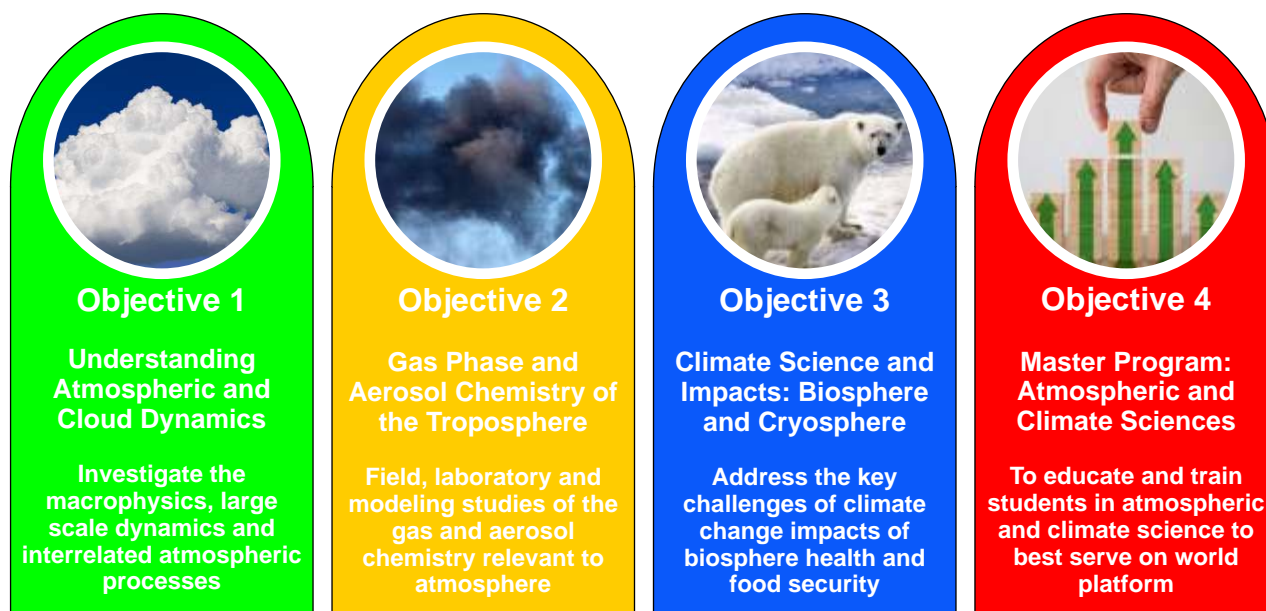 Objective 1
Understanding
Atmospheric and
Cloud Dynamics
Investigate the
macrophysics, large
scale dynamics and
interrelated atmospheric
processes
Objective 2
Gas Phase and
Aerosol Chemistry of
the Troposphere
Field, laboratory and
modeling studies of the
gas and aerosol
chemistry relevant to
atmosphere
Objective 3
Climate Science and
Impacts: Biosphere
and Cryosphere
Address the key
challenges of climate
change impacts of
biosphere health and
food security
Objective 4
Master Program:
Atmospheric and
Climate Sciences
To educate and train
students in atmospheric
and climate science to
best serve on world
platform